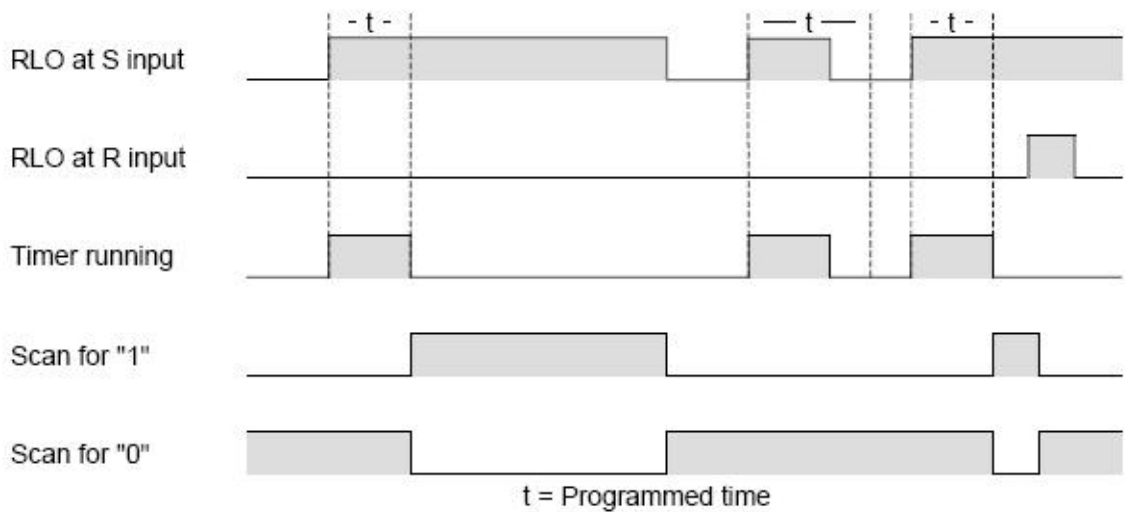 - t -
t
- t -
RLO at S input
RLO at R input
Timer running
Scan for "1"
Scan for "0"
t = Programmed time